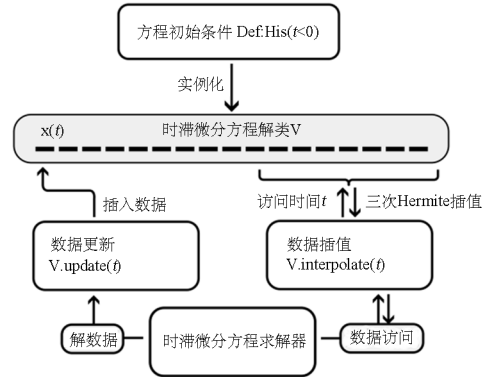 方程初始条件 Def:His(t<0)
实例化
x(t) 时滞微分方程解类V
插入数据
访问时间t
三次Hermite插值
数据更新
V.update(t)
数据插值
V.interpolate(t)
解数据
时滞微分方程求解器
数据访问